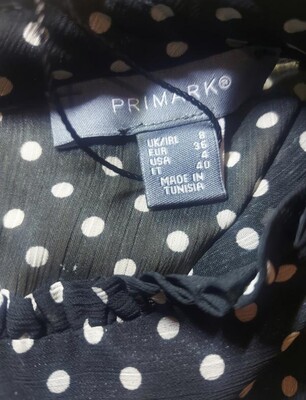 PRIMARK®
UK/IRL 8
EUR 36
USA 4
IT 40
MADE IN
TUNISIA